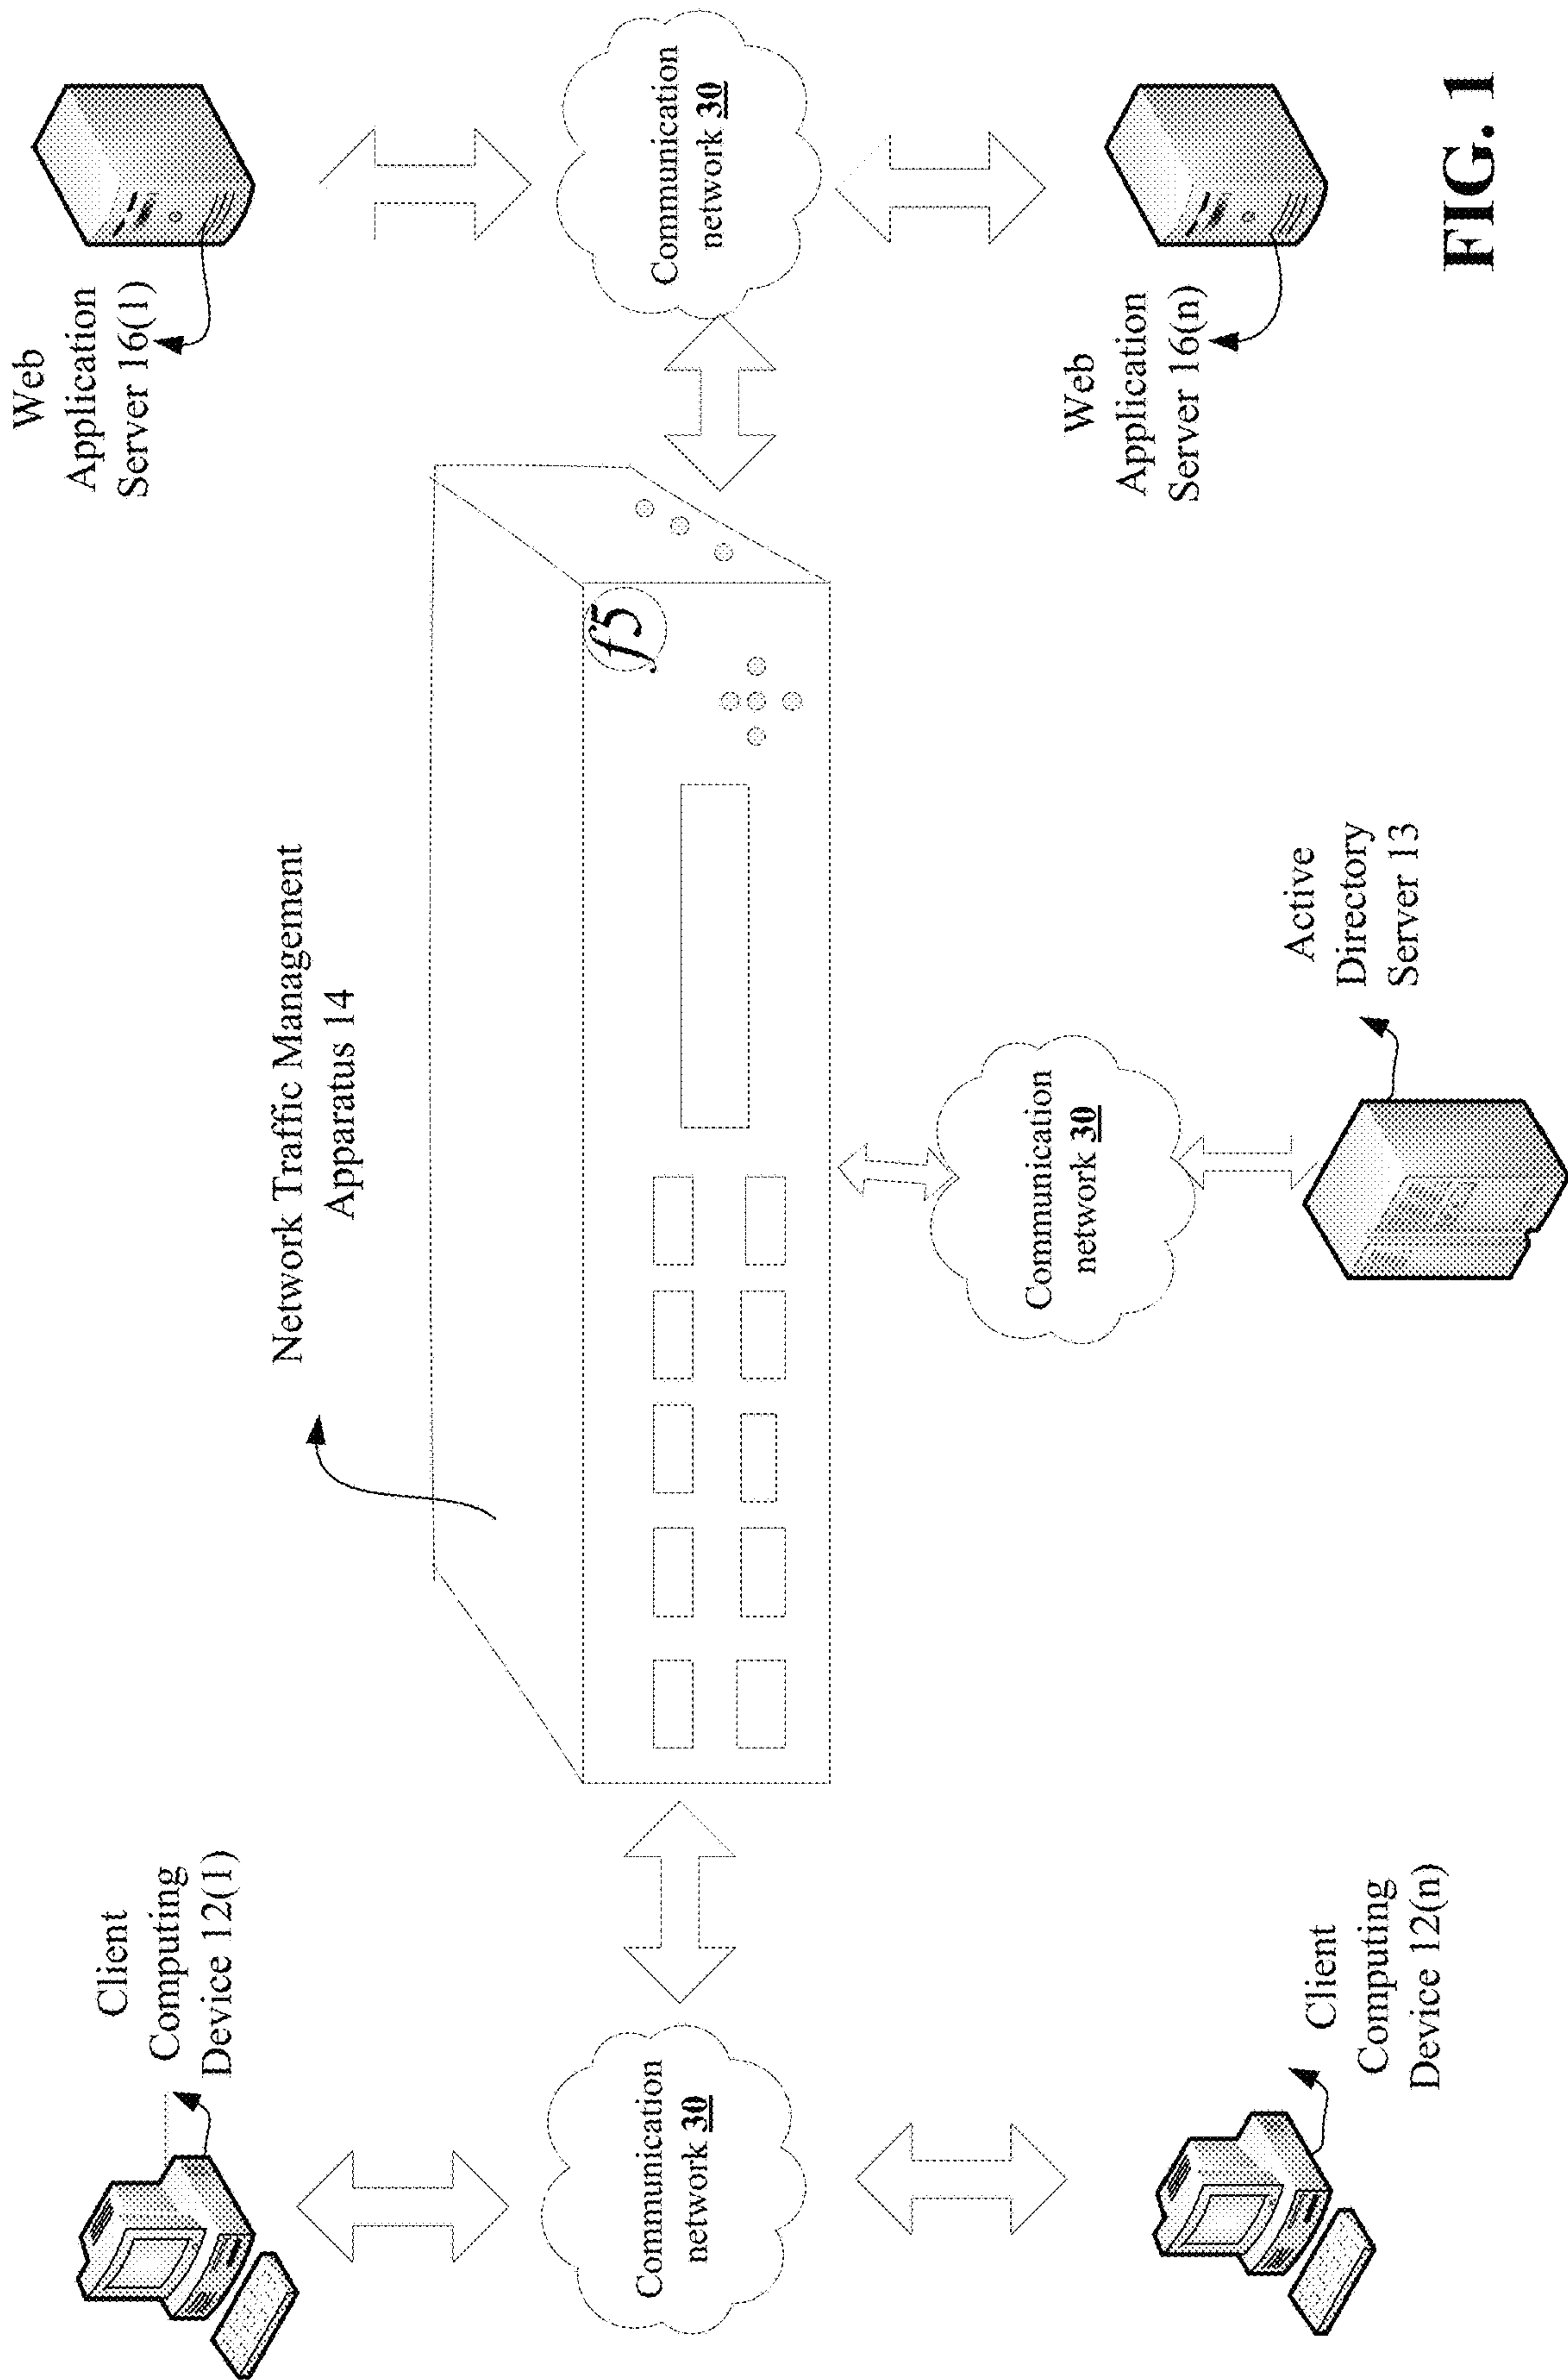 Client
Computing
Device 12(1)
Network Traffic Management
Apparatus 14
Web
Application
Server 16(1)
Communication
network 30
f5
Communication
network 30
Communication
network 30
Client
Computing
Device 12(n)
Active
Directory
Server 13
Web
Application
Server 16(n)
FIG. 1